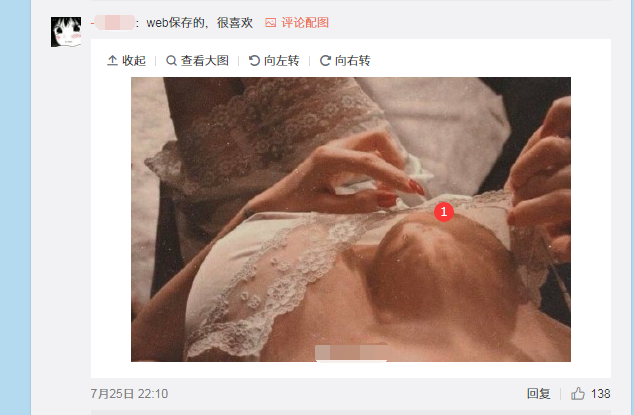 : web保存的，很喜欢 评论配图
收起 查看大图 向左转 向右转
1
7月25日 22:10 回复 138